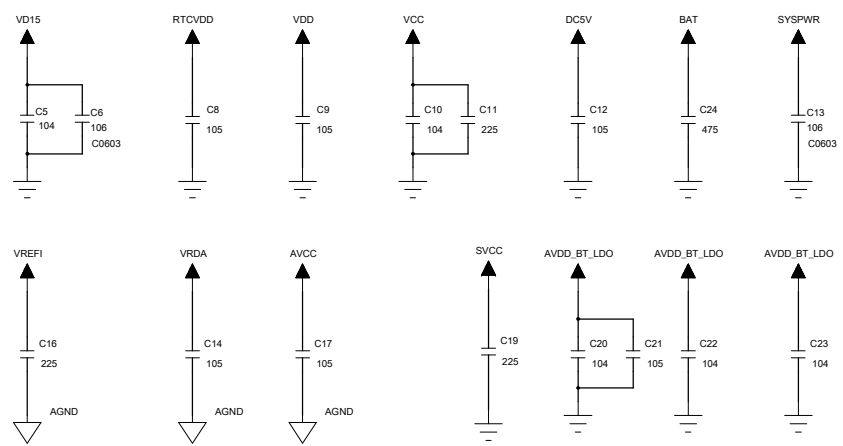 VD15 RTCVDD VDD VCC DC5V BAT SYSPWR
C5 C6 C8 C9 C10 C11 C12 C24 C13
104 106 105 105 104 225 105 475 106
C0603 C0603
VREFI VRDA AVCC SVCC AVDD_BT_LDO AVDD_BT_LDO AVDD_BT_LDO
C16 C14 C17 C19 C20 C21 C22 C23
225 105 105 225 104 105 104 104
AGND AGND AGND